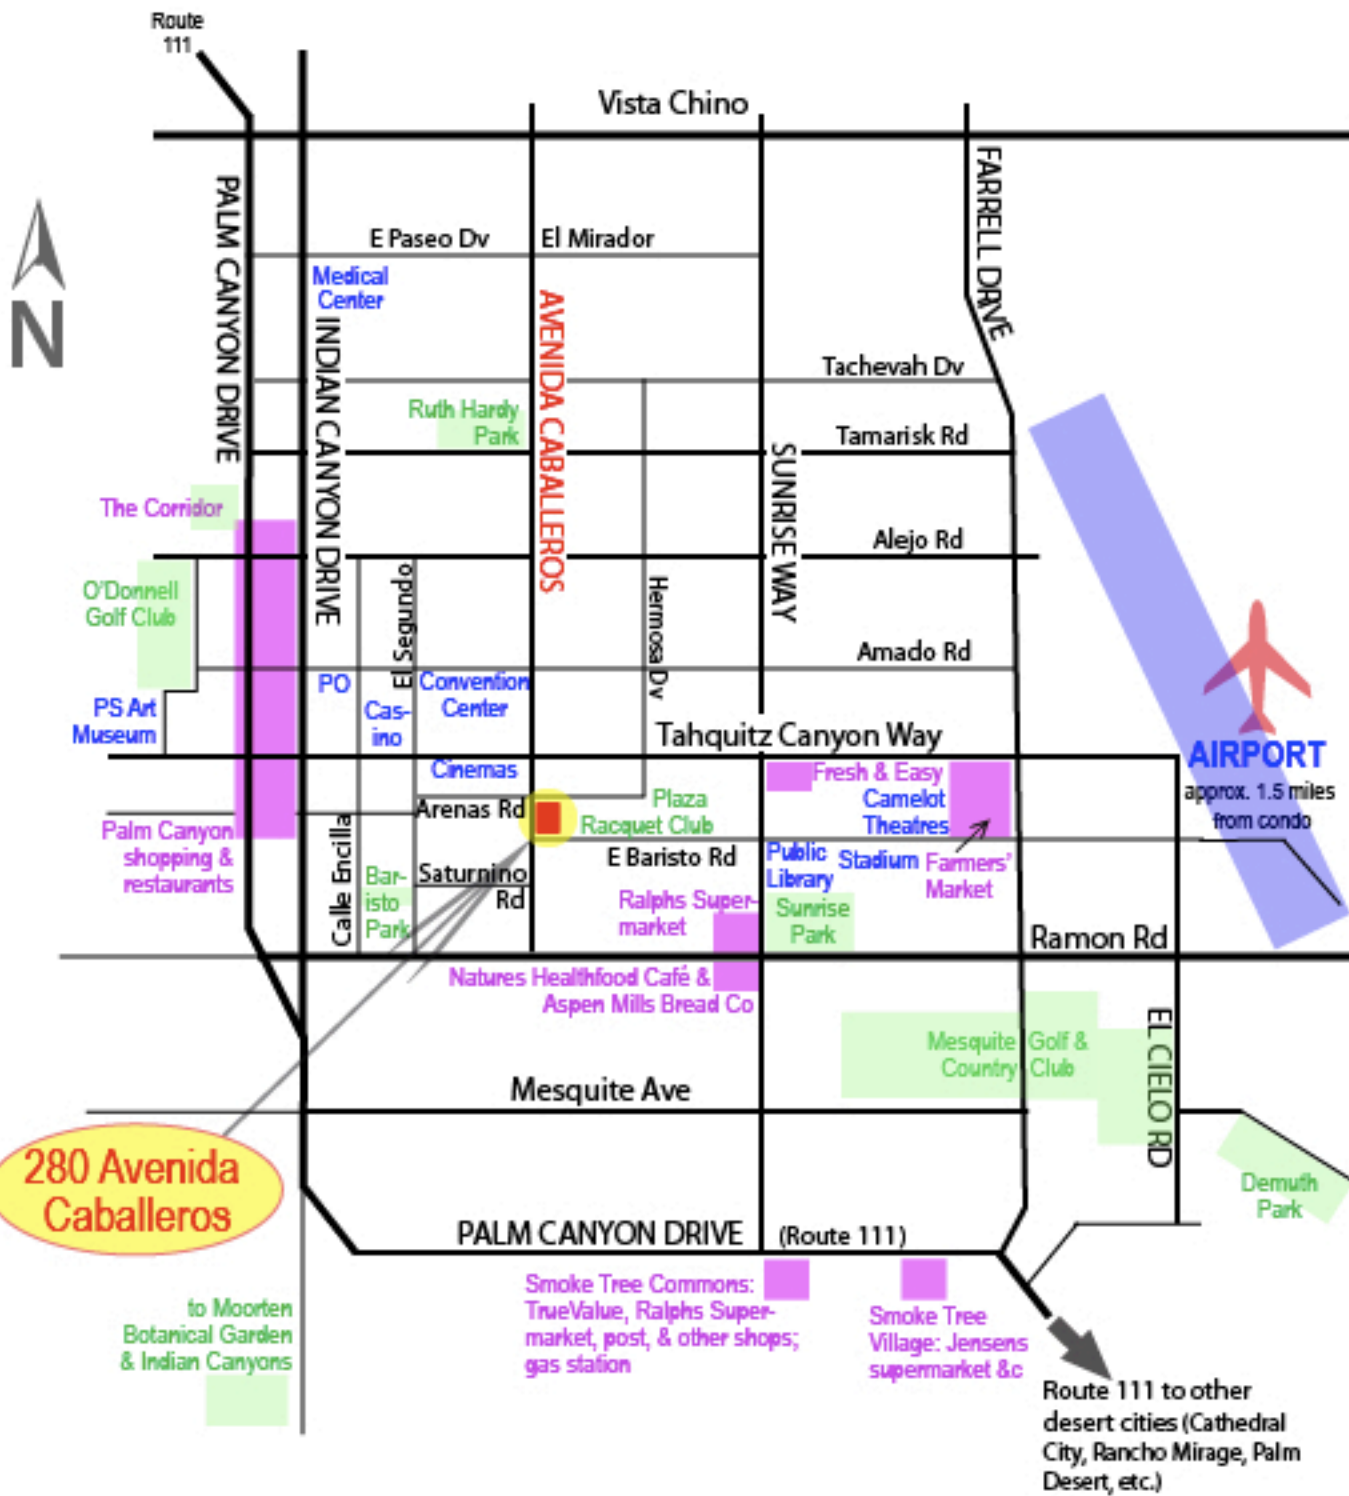 Route
111
Vista Chino
PALM CANYON DRIVE
FARRELL DRIVE
E Paseo Dv
El Mirador
N
Medical
Center
INDIAN CANYON DRIVE
AVENIDA CABALLEROS
Tachevah Dv
Ruth Hardy
Park
Tamarisk Rd
SUNRISE WAY
The Corridor
Alejo Rd
O'Donnell
Golf Club
El Segundo
Hermosa Dv
Amado Rd
PO
Convention
Center
PS Art
Museum
Cas-
ino
Tahquitz Canyon Way
AIRPORT
approx. 1.5 miles
from condo
Cinemas
Fresh & Easy
Camelot
Theatres
Arenas Rd
Plaza
Racquet Club
Palm Canyon
shopping &
restaurants
Calle Encilia
E Baristo Rd
Public
Library
Stadium
Farmers'
Market
Bar-
isto
Park
Saturnino
Rd
Ralphs Super-
market
Sunrise
Park
Ramon Rd
Natures Healthfood Café &
Aspen Mills Bread Co
Mesquite Golf &
Country Club
EL CIELO RD
Mesquite Ave
280 Avenida
Caballeros
Demuth
Park
PALM CANYON DRIVE (Route 111)
Smoke Tree Commons:
TrueValue, Ralphs Super-
market, post, & other shops;
gas station
Smoke Tree
Village: Jensens
supermarket &c
to Moorten
Botanical Garden
& Indian Canyons
Route 111 to other
desert cities (Cathedral
City, Rancho Mirage, Palm
Desert, etc.)